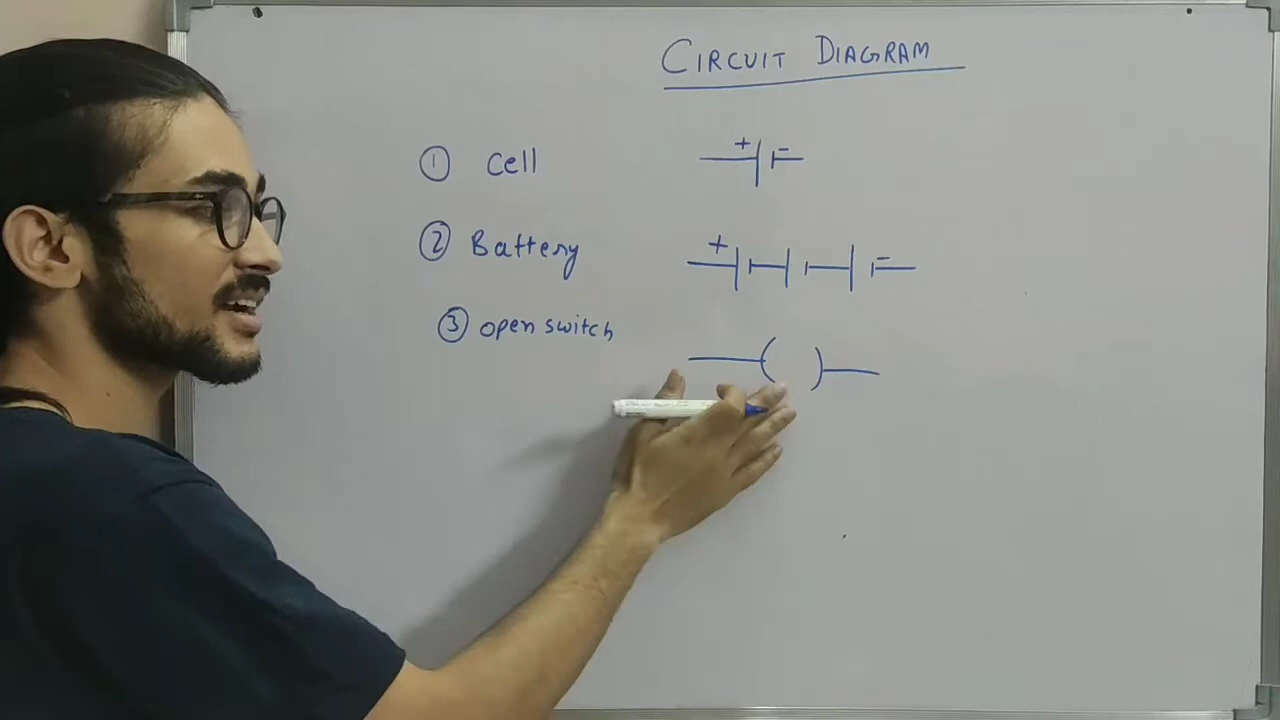 CIRCUIT DIAGRAM
① Cell + -
② Battery + -
③ open switch